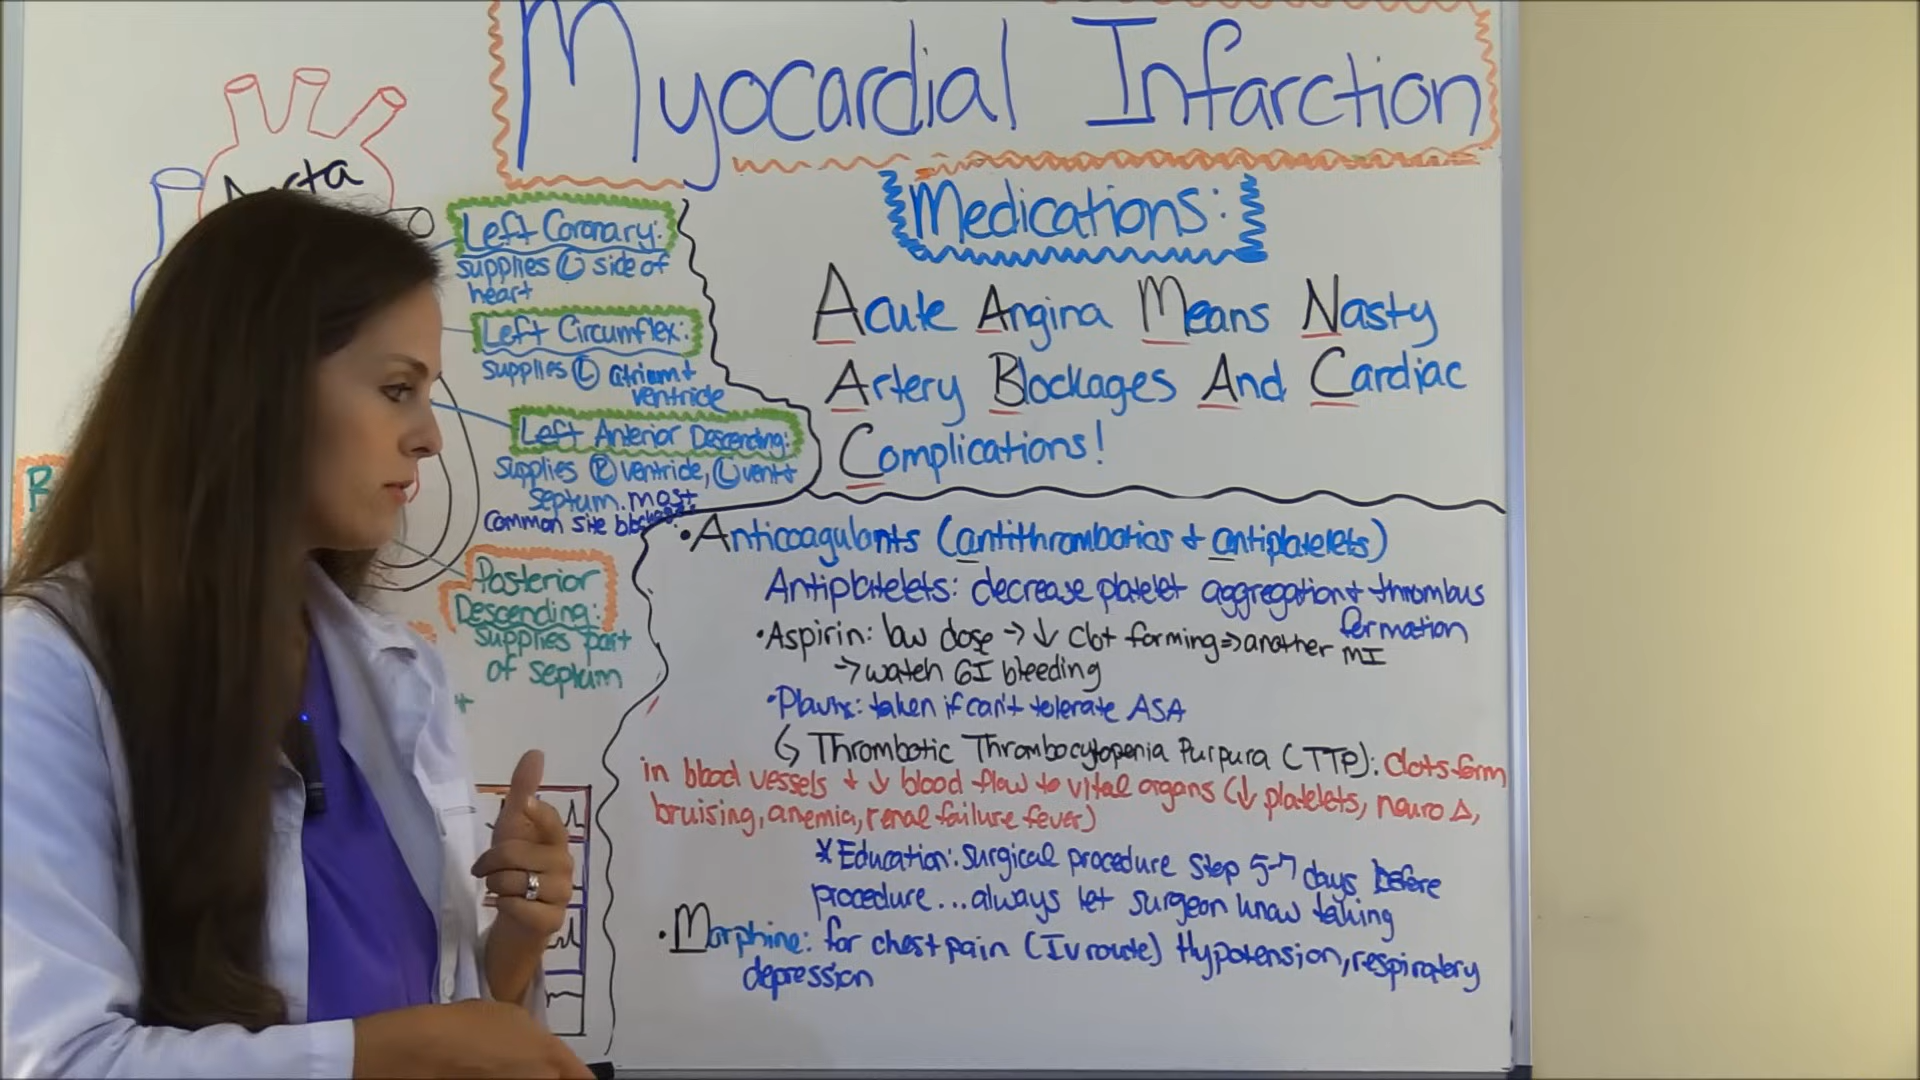 Myocardial Infarction
Medications:
Acute Angina Means Nasty
Artery Blockages And Cardiac
Complications!
Left Coronary:
supplies L side of
heart
Left Circumflex:
supplies L atrium +
ventricle
Left Anterior Descending:
supplies R ventricle, L vent +
septum. most
common site
Posterior
Descending:
supplies part
of septum
•Anticoagulants (antithrombotics + antiplatelets)
Antiplatelets: decrease platelet aggregation + thrombus
formation
•Aspirin: low dose → ↓ clot forming ⇒ another MI
→ watch GI bleeding
•Plavix: taken if can't tolerate ASA
↳ Thrombotic Thrombocytopenia Purpura (TTP): clots form
in blood vessels + ↓ blood flow to vital organs (↓ platelets, neuro Δ,
bruising, anemia, renal failure fever)
*Education: surgical procedure stop 5-7 days before
procedure... always let surgeon know taking
•Morphine: for chest pain (IV route) Hypotension, respiratory
depression